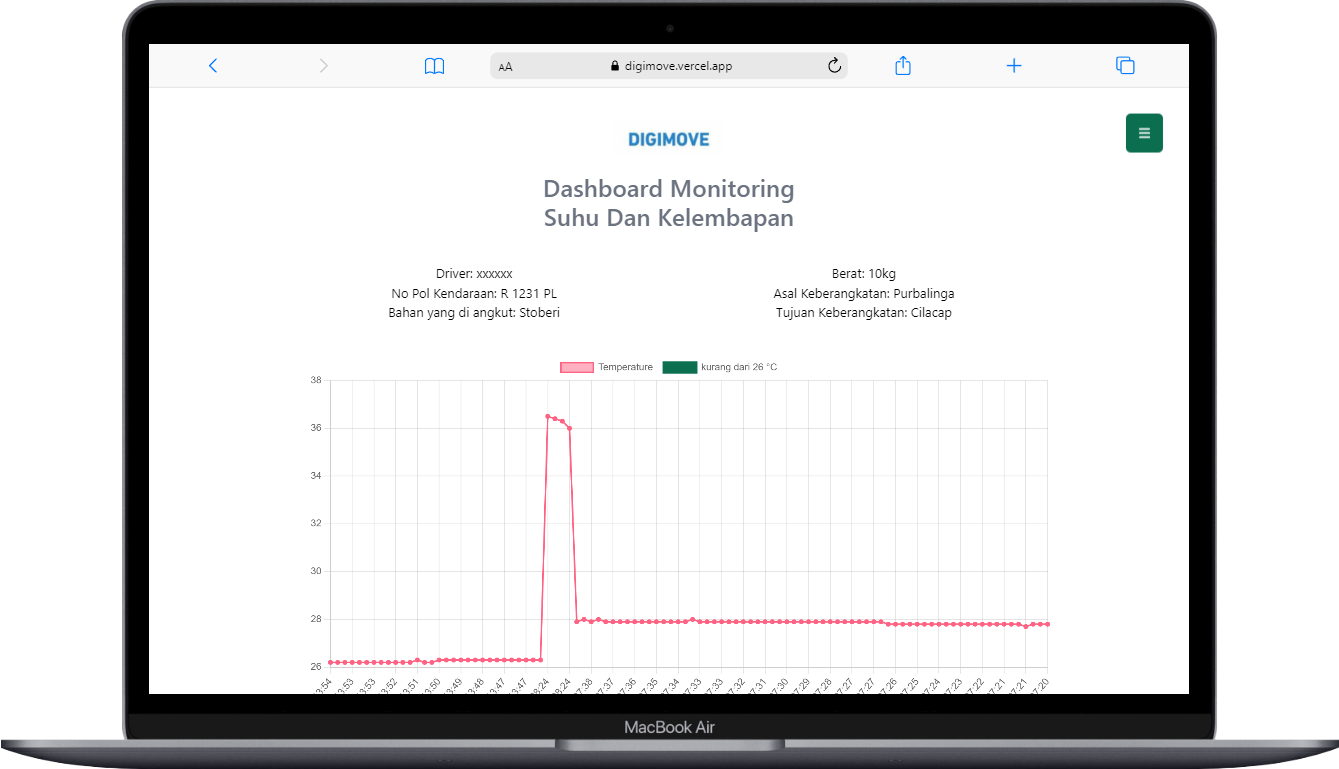 AA
digimove.vercel.app
DIGIMOVE
Dashboard Monitoring
Suhu Dan Kelembapan
Driver: xxxxxx
No Pol Kendaraan: R 1231 PL
Bahan yang di angkut: Stoberi
Berat: 10kg
Asal Keberangkatan: Purbalinga
Tujuan Keberangkatan: Cilacap
Temperature
kurang dari 26 °C
38
36
34
32
30
28
26
MacBook Air